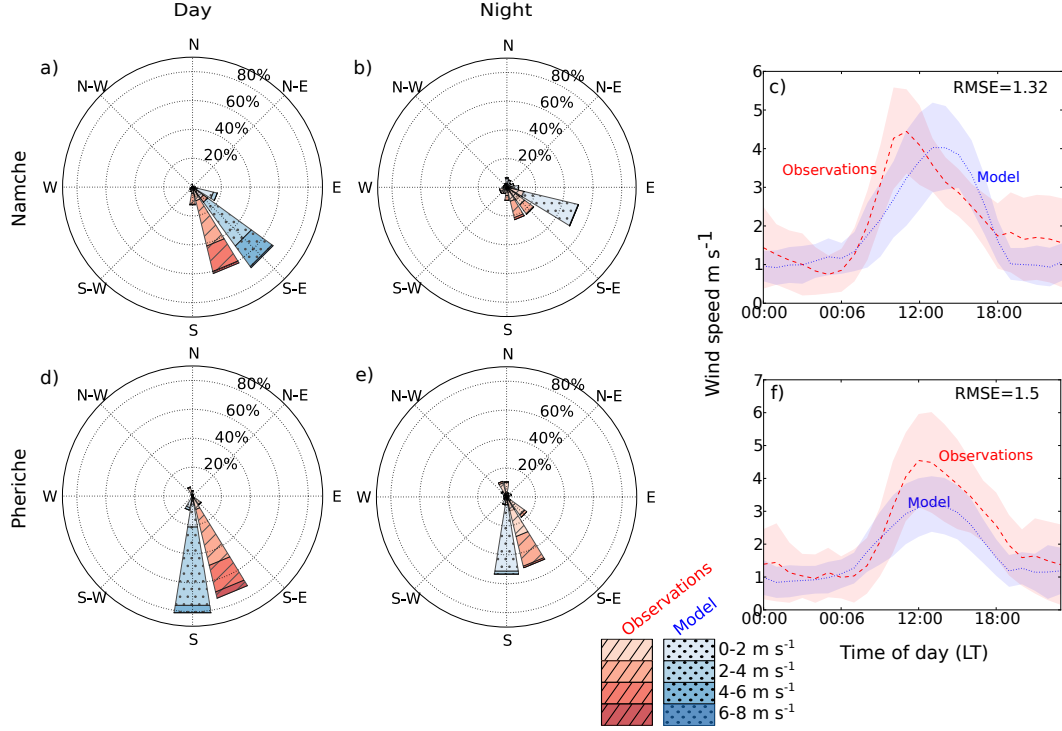 Day
Night
Namche
a)
N
N-E
E
S-E
S
S-W
W
N-W
80%
60%
40%
20%
b)
N
N-E
E
S-E
S
S-W
W
N-W
80%
60%
40%
20%
c)
RMSE=1.32
Observations
Model
6
5
4
3
2
1
0
00:00
00:06
12:00
18:00
Wind speed m s⁻¹
Pheriche
d)
N
N-E
E
S-E
S
S-W
W
N-W
80%
60%
40%
20%
e)
N
N-E
E
S-E
S
S-W
W
N-W
80%
60%
40%
20%
f)
RMSE=1.5
Observations
Model
7
6
5
4
3
2
1
0
00:00
00:06
12:00
18:00
Time of day (LT)
Observations
Model
0-2 m s⁻¹
2-4 m s⁻¹
4-6 m s⁻¹
6-8 m s⁻¹